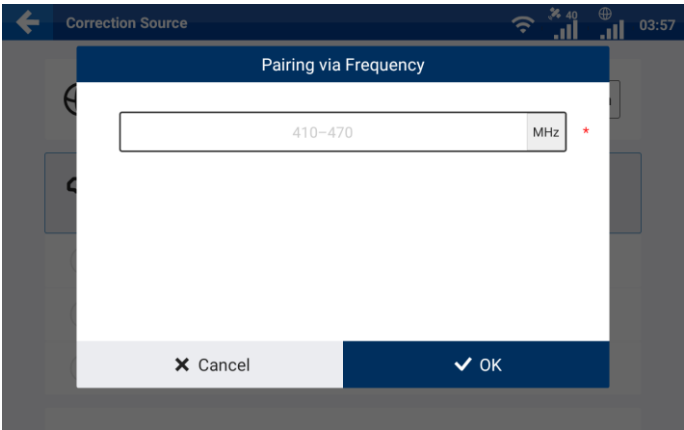 Correction Source
40
03:57
Pairing via Frequency
410–470
MHz
*
Cancel
OK